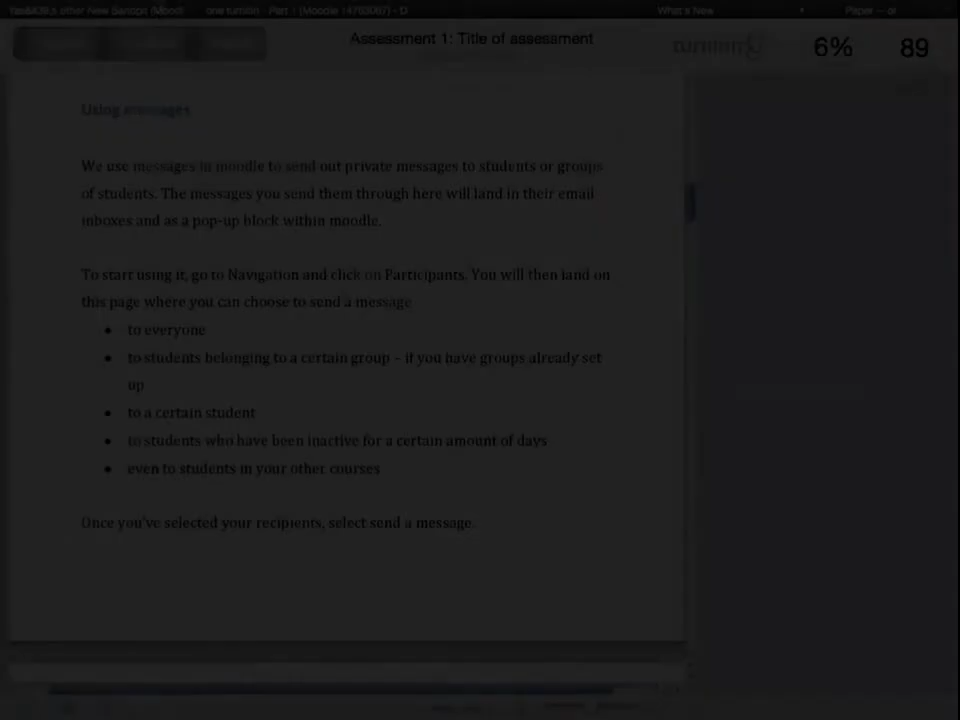 What's New
Assessment 1: Title of assessment
turnitin
6%
89
Using messages
We use messages in moodle to send out private messages to students or groups
of students. The messages you send them through here will land in their email
inboxes and as a pop-up block within moodle.
To start using it, go to Navigation and click on Participants. You will then land on
this page where you can choose to send a message
to everyone
to students belonging to a certain group – if you have groups already set
up
to a certain student
to students who have been inactive for a certain amount of days
even to students in your other courses
Once you've selected your recipients, select send a message.